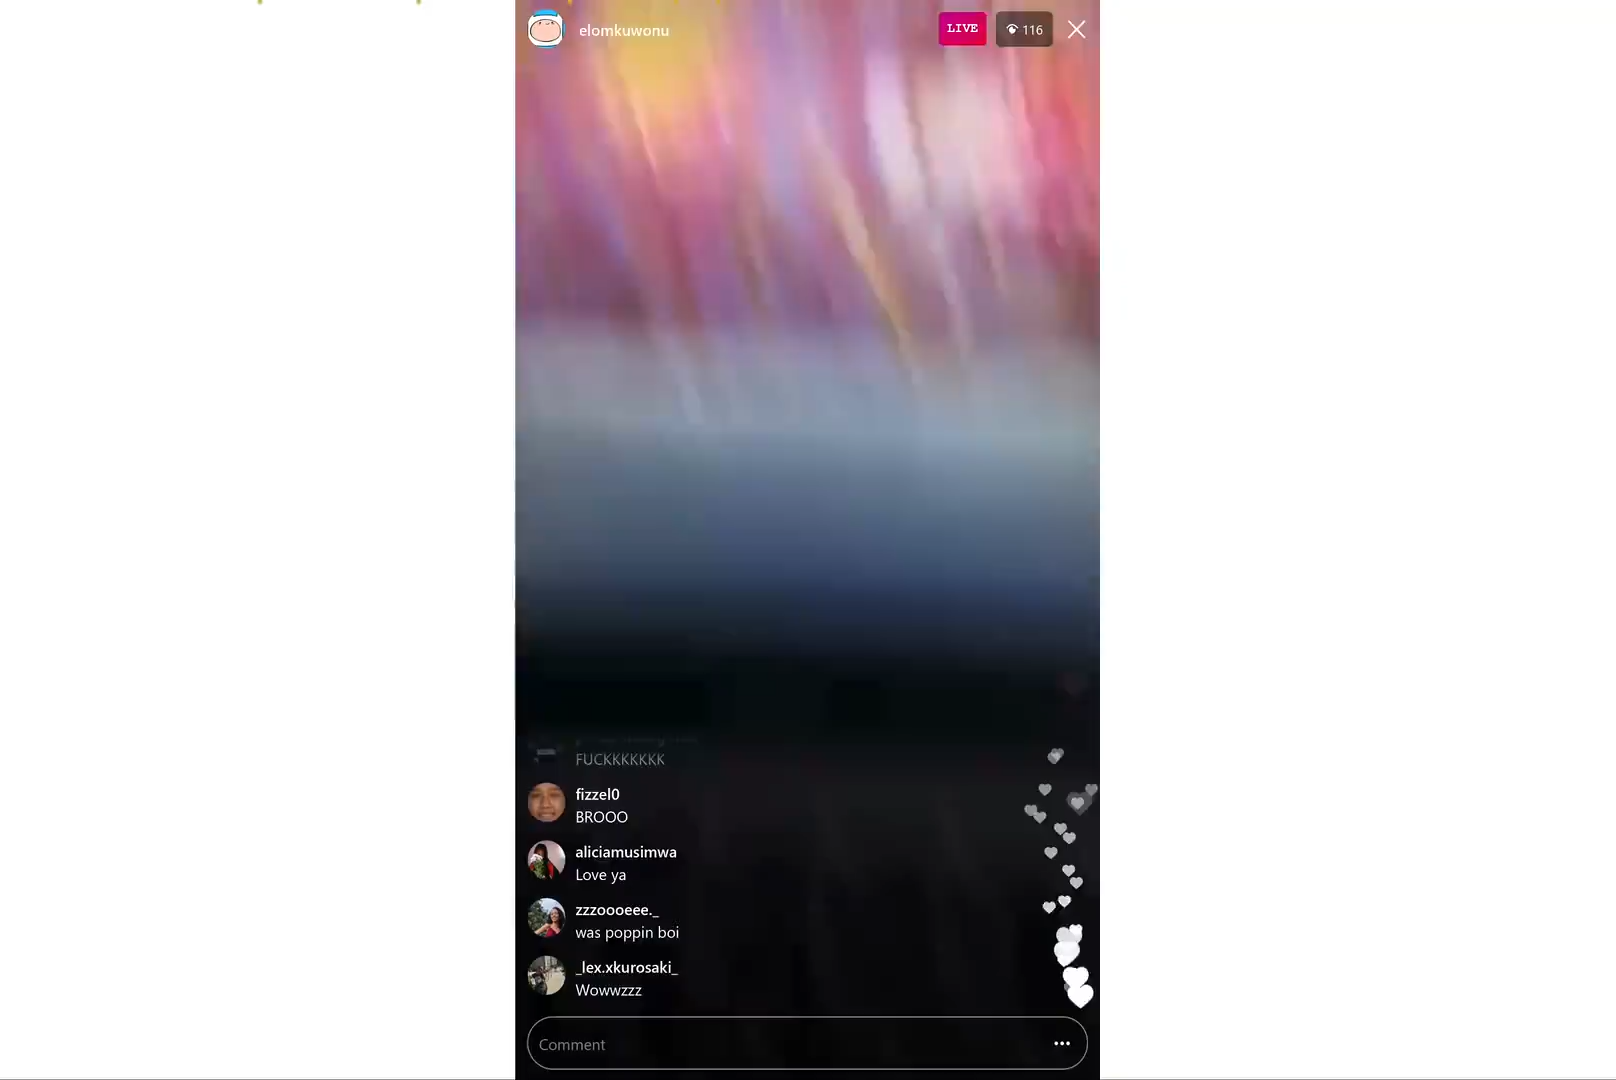 elomkuwonu
LIVE
116
FUCKKKKKKK
fizzel0
BROOO
aliciamusimwa
Love ya
zzzoooeee._
was poppin boi
_lex.xkurosaki_
Wowwzzz
Comment